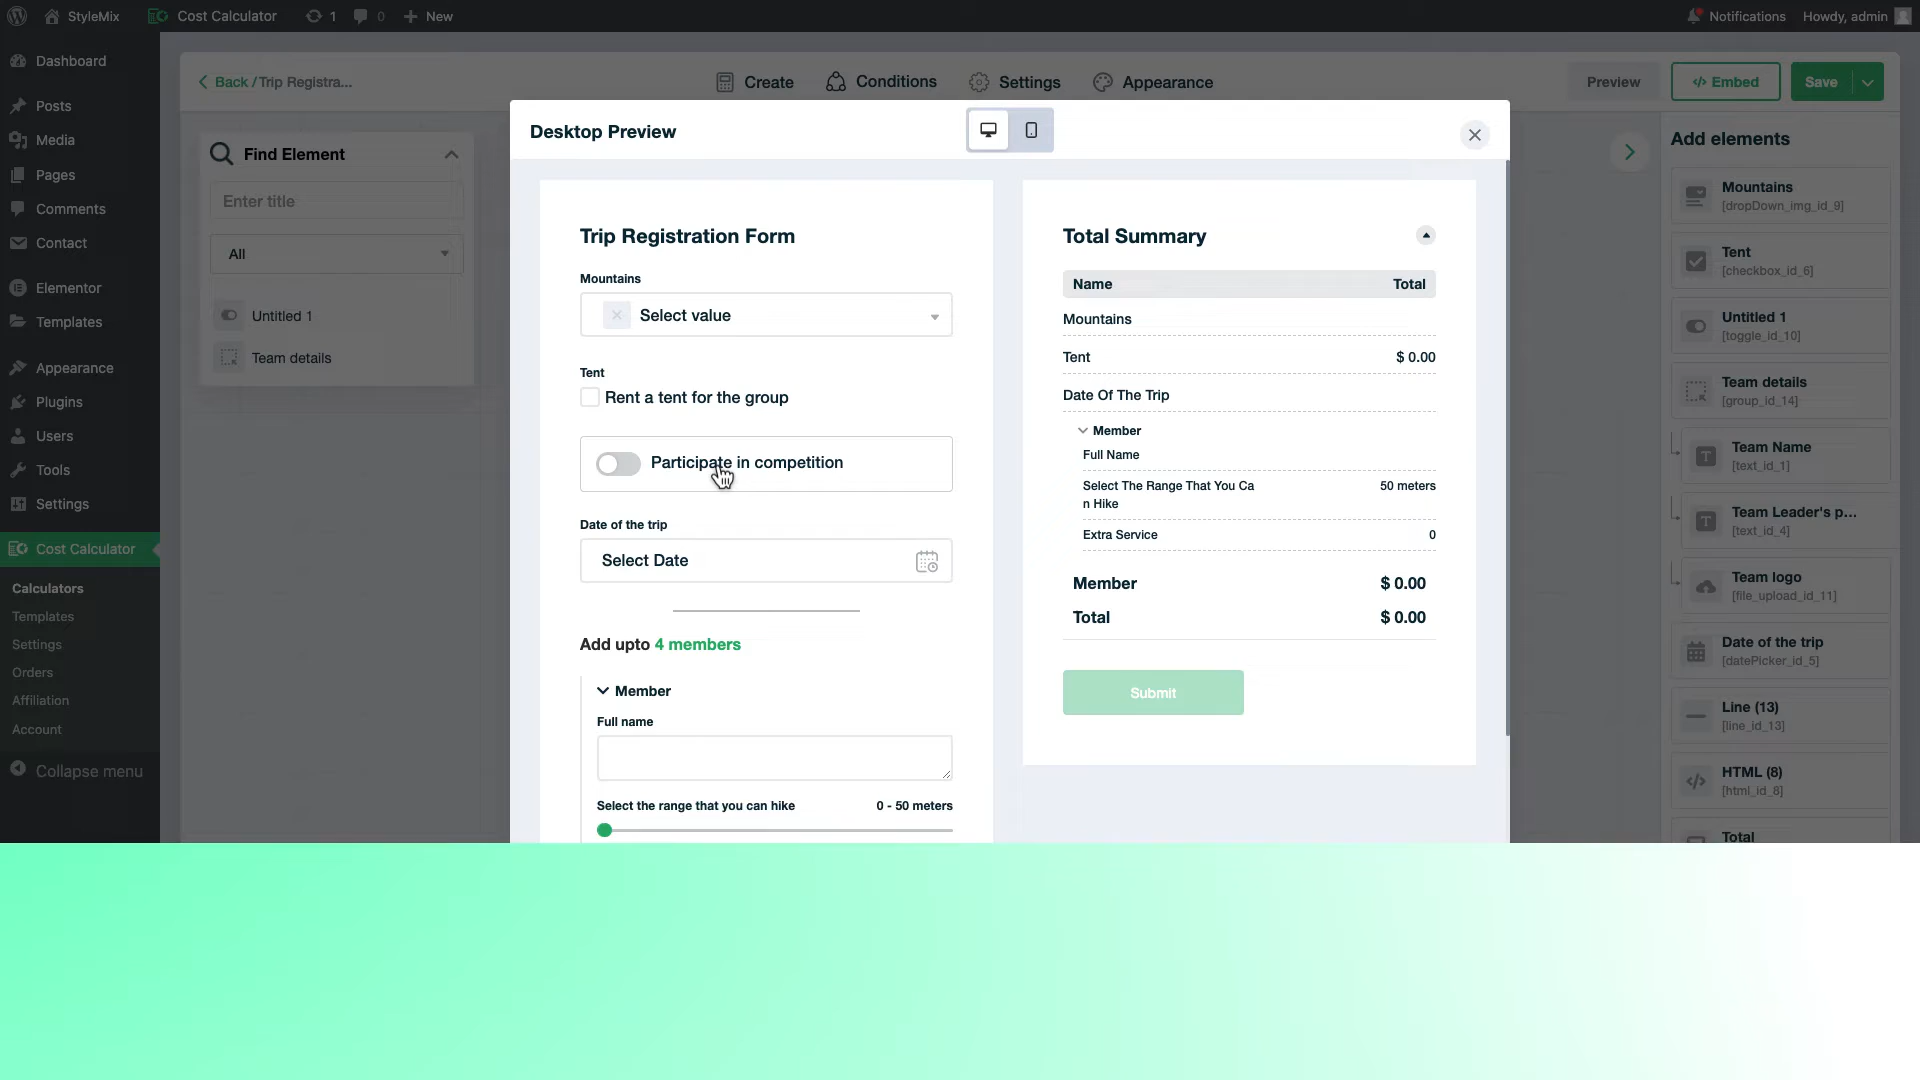 StyleMix
Cost Calculator
1
0
New
Notifications
Howdy, admin
Dashboard
Posts
Media
Pages
Comments
Contact
Elementor
Templates
Appearance
Plugins
Users
Tools
Settings
Cost Calculator
Calculators
Templates
Settings
Orders
Affiliation
Account
Collapse menu
Back / Trip Registra...
Create
Conditions
Settings
Appearance
Preview
Embed
Save
Find Element
Enter title
All
Untitled 1
Team details
Desktop Preview
Trip Registration Form
Mountains
Select value
Tent
Rent a tent for the group
Participate in competition
Date of the trip
Select Date
Add upto 4 members
Member
Full name
Select the range that you can hike 0 - 50 meters
Total Summary
Name Total
Mountains
Tent $ 0.00
Date Of The Trip
Member
Full Name
Select The Range That You Ca 50 meters
n Hike
Extra Service 0
Member $ 0.00
Total $ 0.00
Submit
Add elements
Mountains
[dropDown_img_id_9]
Tent
[checkbox_id_6]
Untitled 1
[toggle_id_10]
Team details
[group_id_14]
Team Name
[text_id_1]
Team Leader's p...
[text_id_4]
Team logo
[file_upload_id_11]
Date of the trip
[datePicker_id_5]
Line (13)
[line_id_13]
HTML (8)
[html_id_8]
Total